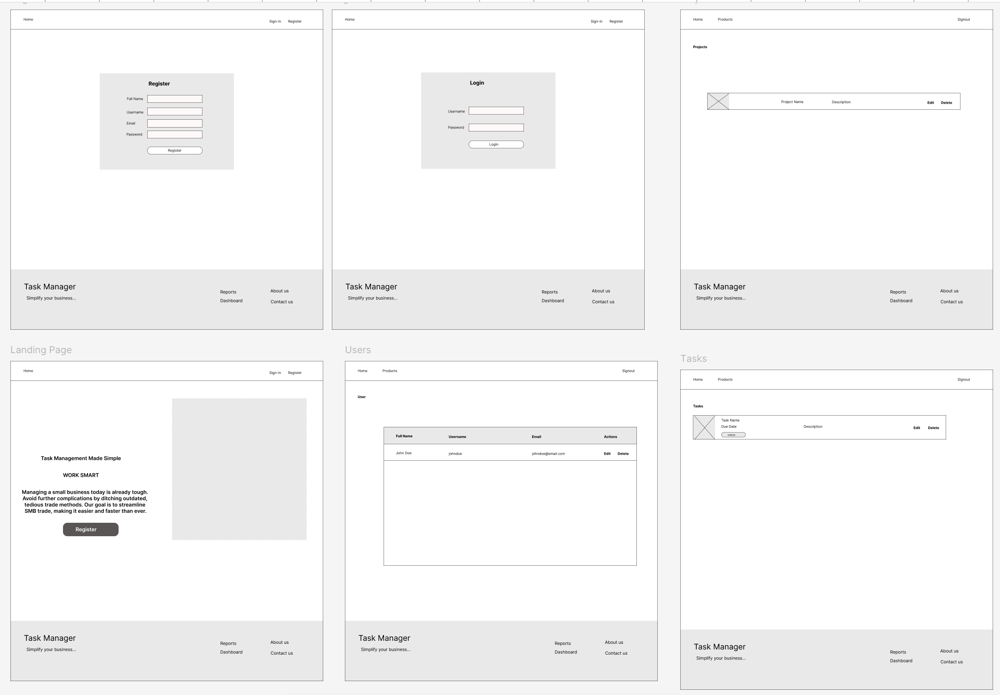 Home
Sign-in Register
Register
Full Name
Username
Email
Password
Register
Task Manager
Simplify your business...
Reports
Dashboard
About us
Contact us
Home
Sign-in Register
Login
Username
Password
Login
Task Manager
Simplify your business...
Reports
Dashboard
About us
Contact us
Home Products Signout
Projects
Project Name Description Edit Delete
Task Manager
Simplify your business...
Reports
Dashboard
About us
Contact us
Landing Page
Home
Sign-in Register
Task Management Made Simple
WORK SMART
Managing a small business today is already tough.
Avoid further complications by ditching outdated,
tedious trade methods. Our goal is to streamline
SMB trade, making it easier and faster than ever.
Register
Task Manager
Simplify your business...
Reports
Dashboard
About us
Contact us
Users
Home Products Signout
User
Full Name Username Email Actions
John Doe johndoe johndoe@email.com Edit Delete
Task Manager
Simplify your business...
Reports
Dashboard
About us
Contact us
Tasks
Home Products Signout
Tasks
Task Name
Due Date
status
Description
Edit Delete
Task Manager
Simplify your business...
Reports
Dashboard
About us
Contact us